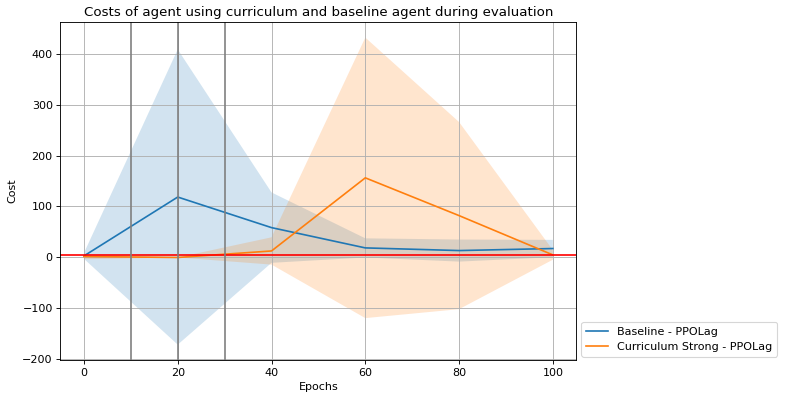 Costs of agent using curriculum and baseline agent during evaluation
400
300
200
100
0
−100
−200
Cost
0 20 40 60 80 100
Epochs
Baseline - PPOLag
Curriculum Strong - PPOLag